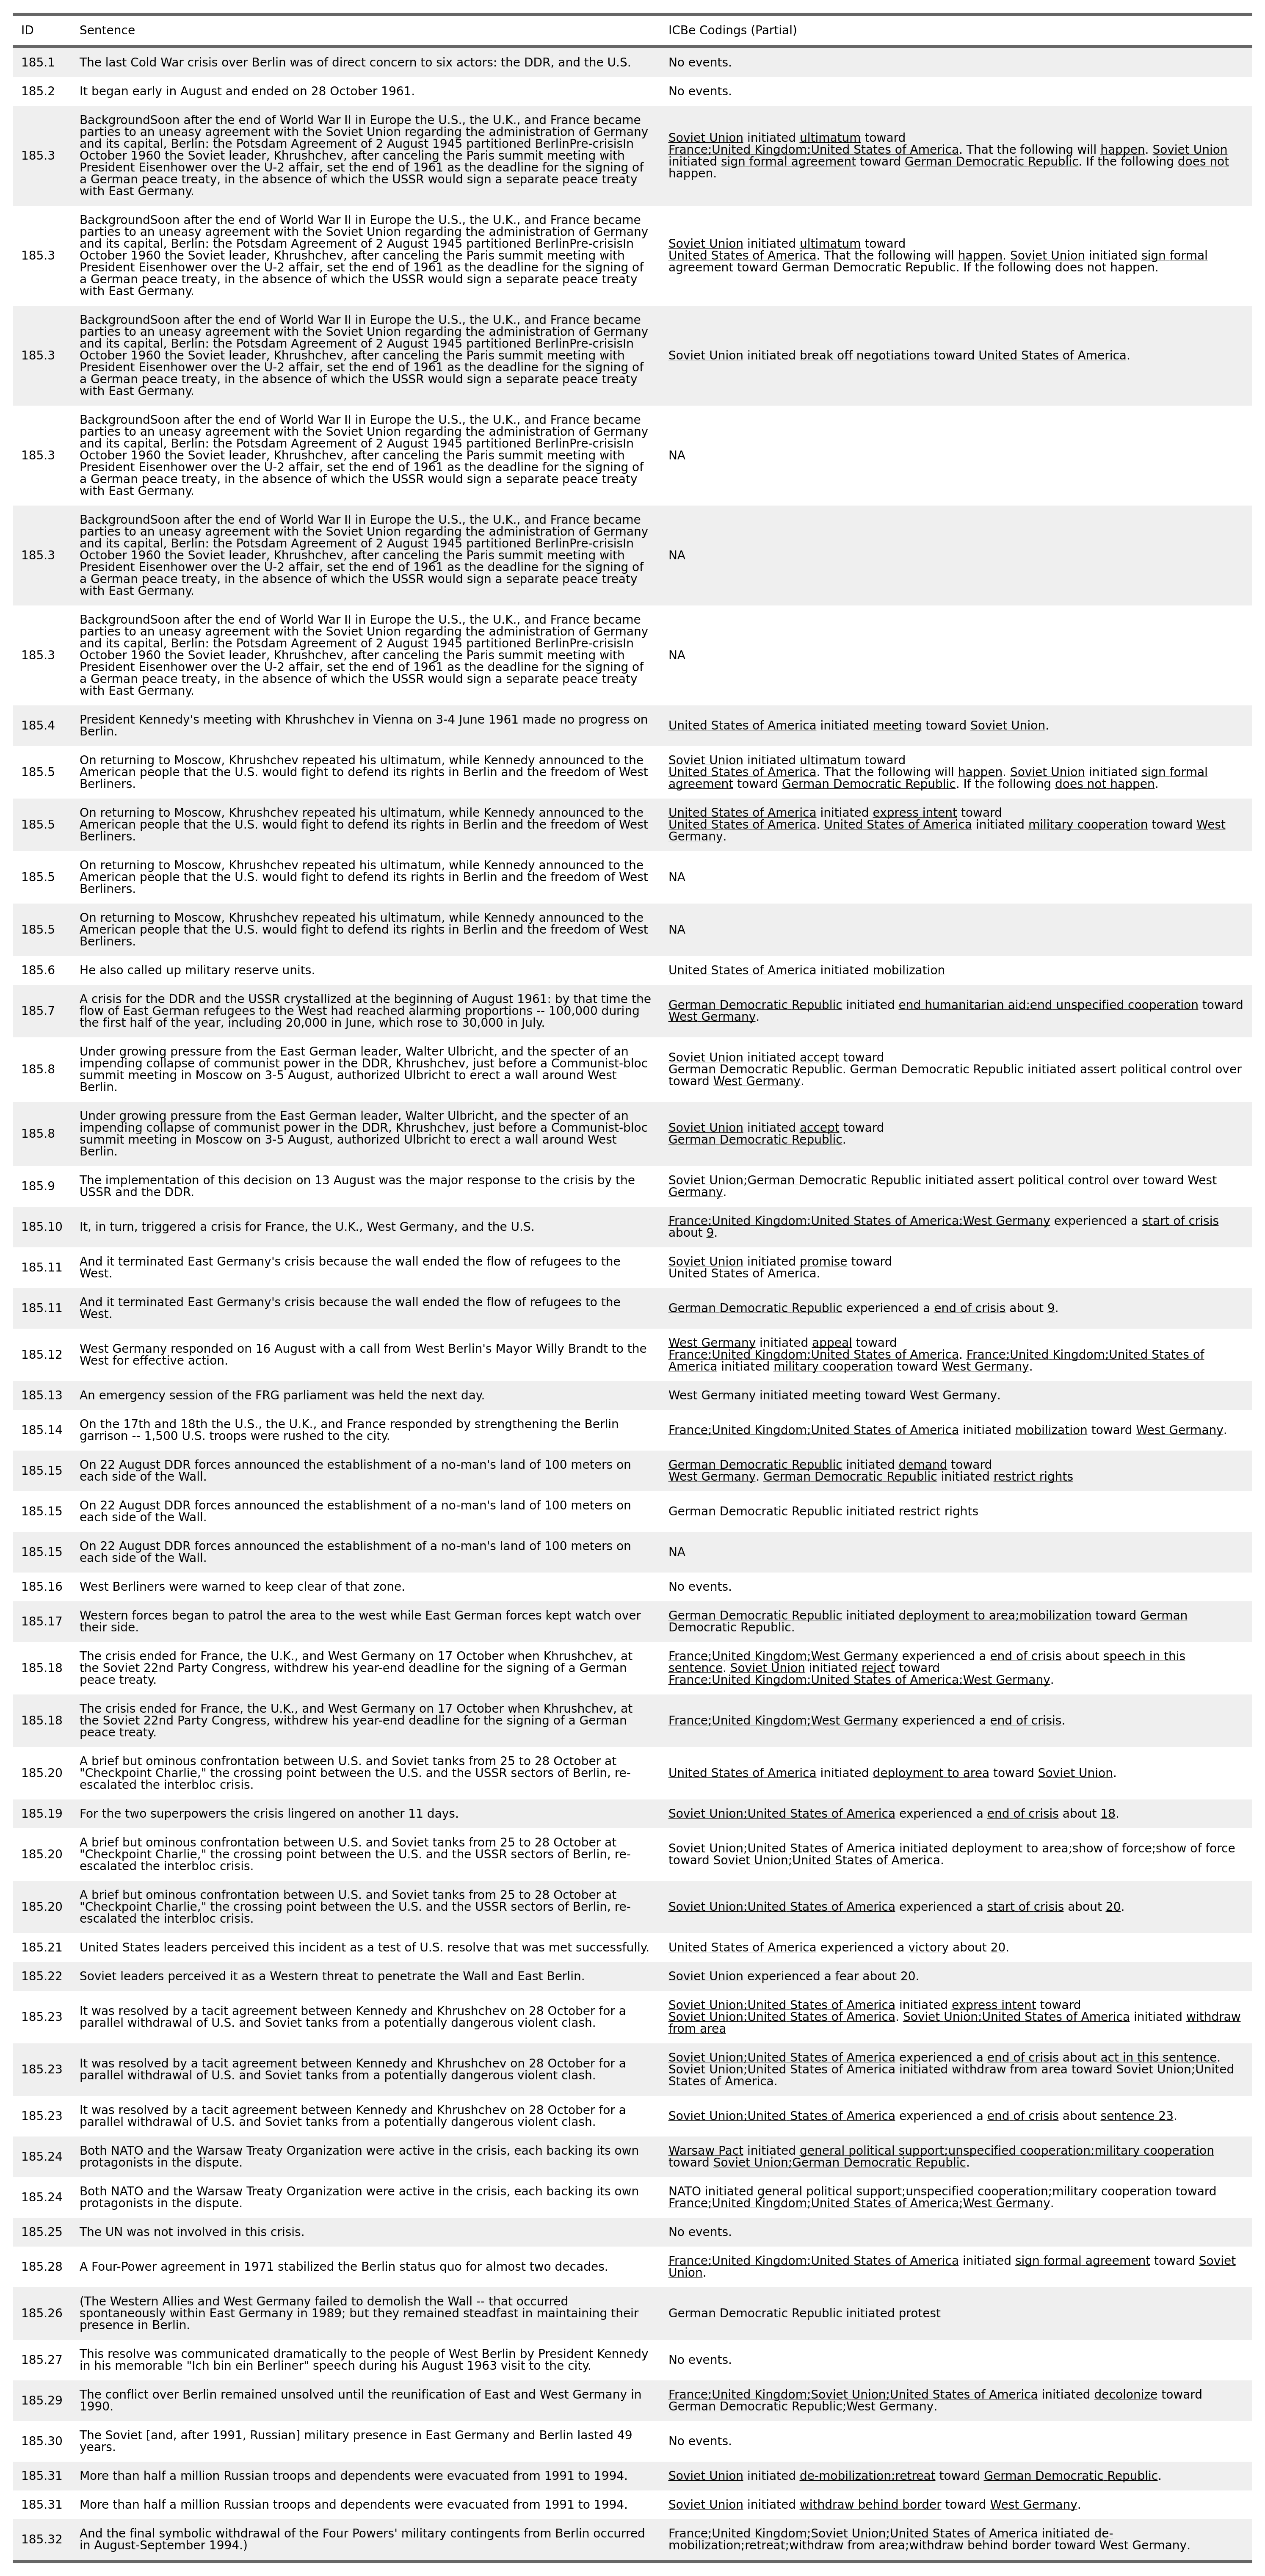 ID
Sentence
ICBe Codings (Partial)
185.1
The last Cold War crisis over Berlin was of direct concern to six actors: the DDR, and the U.S.
No events.
185.2
It began early in August and ended on 28 October 1961.
No events.
185.3
BackgroundSoon after the end of World War II in Europe the U.S., the U.K., and France became
parties to an uneasy agreement with the Soviet Union regarding the administration of Germany
and its capital, Berlin: the Potsdam Agreement of 2 August 1945 partitioned BerlinPre-crisisIn
October 1960 the Soviet leader, Khrushchev, after canceling the Paris summit meeting with
President Eisenhower over the U-2 affair, set the end of 1961 as the deadline for the signing of
a German peace treaty, in the absence of which the USSR would sign a separate peace treaty
with East Germany.
Soviet Union initiated ultimatum toward
France;United Kingdom;United States of America. That the following will happen. Soviet Union
initiated sign formal agreement toward German Democratic Republic. If the following does not
happen.
185.3
BackgroundSoon after the end of World War II in Europe the U.S., the U.K., and France became
parties to an uneasy agreement with the Soviet Union regarding the administration of Germany
and its capital, Berlin: the Potsdam Agreement of 2 August 1945 partitioned BerlinPre-crisisIn
October 1960 the Soviet leader, Khrushchev, after canceling the Paris summit meeting with
President Eisenhower over the U-2 affair, set the end of 1961 as the deadline for the signing of
a German peace treaty, in the absence of which the USSR would sign a separate peace treaty
with East Germany.
Soviet Union initiated ultimatum toward
United States of America. That the following will happen. Soviet Union initiated sign formal
agreement toward German Democratic Republic. If the following does not happen.
185.3
BackgroundSoon after the end of World War II in Europe the U.S., the U.K., and France became
parties to an uneasy agreement with the Soviet Union regarding the administration of Germany
and its capital, Berlin: the Potsdam Agreement of 2 August 1945 partitioned BerlinPre-crisisIn
October 1960 the Soviet leader, Khrushchev, after canceling the Paris summit meeting with
President Eisenhower over the U-2 affair, set the end of 1961 as the deadline for the signing of
a German peace treaty, in the absence of which the USSR would sign a separate peace treaty
with East Germany.
Soviet Union initiated break off negotiations toward United States of America.
185.3
BackgroundSoon after the end of World War II in Europe the U.S., the U.K., and France became
parties to an uneasy agreement with the Soviet Union regarding the administration of Germany
and its capital, Berlin: the Potsdam Agreement of 2 August 1945 partitioned BerlinPre-crisisIn
October 1960 the Soviet leader, Khrushchev, after canceling the Paris summit meeting with
President Eisenhower over the U-2 affair, set the end of 1961 as the deadline for the signing of
a German peace treaty, in the absence of which the USSR would sign a separate peace treaty
with East Germany.
NA
185.3
BackgroundSoon after the end of World War II in Europe the U.S., the U.K., and France became
parties to an uneasy agreement with the Soviet Union regarding the administration of Germany
and its capital, Berlin: the Potsdam Agreement of 2 August 1945 partitioned BerlinPre-crisisIn
October 1960 the Soviet leader, Khrushchev, after canceling the Paris summit meeting with
President Eisenhower over the U-2 affair, set the end of 1961 as the deadline for the signing of
a German peace treaty, in the absence of which the USSR would sign a separate peace treaty
with East Germany.
NA
185.3
BackgroundSoon after the end of World War II in Europe the U.S., the U.K., and France became
parties to an uneasy agreement with the Soviet Union regarding the administration of Germany
and its capital, Berlin: the Potsdam Agreement of 2 August 1945 partitioned BerlinPre-crisisIn
October 1960 the Soviet leader, Khrushchev, after canceling the Paris summit meeting with
President Eisenhower over the U-2 affair, set the end of 1961 as the deadline for the signing of
a German peace treaty, in the absence of which the USSR would sign a separate peace treaty
with East Germany.
NA
185.4
President Kennedy's meeting with Khrushchev in Vienna on 3-4 June 1961 made no progress on
Berlin.
United States of America initiated meeting toward Soviet Union.
185.5
On returning to Moscow, Khrushchev repeated his ultimatum, while Kennedy announced to the
American people that the U.S. would fight to defend its rights in Berlin and the freedom of West
Berliners.
Soviet Union initiated ultimatum toward
United States of America. That the following will happen. Soviet Union initiated sign formal
agreement toward German Democratic Republic. If the following does not happen.
185.5
On returning to Moscow, Khrushchev repeated his ultimatum, while Kennedy announced to the
American people that the U.S. would fight to defend its rights in Berlin and the freedom of West
Berliners.
United States of America initiated express intent toward
United States of America. United States of America initiated military cooperation toward West
Germany.
185.5
On returning to Moscow, Khrushchev repeated his ultimatum, while Kennedy announced to the
American people that the U.S. would fight to defend its rights in Berlin and the freedom of West
Berliners.
NA
185.5
On returning to Moscow, Khrushchev repeated his ultimatum, while Kennedy announced to the
American people that the U.S. would fight to defend its rights in Berlin and the freedom of West
Berliners.
NA
185.6
He also called up military reserve units.
United States of America initiated mobilization
185.7
A crisis for the DDR and the USSR crystallized at the beginning of August 1961: by that time the
flow of East German refugees to the West had reached alarming proportions -- 100,000 during
the first half of the year, including 20,000 in June, which rose to 30,000 in July.
German Democratic Republic initiated end humanitarian aid;end unspecified cooperation toward
West Germany.
185.8
Under growing pressure from the East German leader, Walter Ulbricht, and the specter of an
impending collapse of communist power in the DDR, Khrushchev, just before a Communist-bloc
summit meeting in Moscow on 3-5 August, authorized Ulbricht to erect a wall around West
Berlin.
Soviet Union initiated accept toward
German Democratic Republic. German Democratic Republic initiated assert political control over
toward West Germany.
185.8
Under growing pressure from the East German leader, Walter Ulbricht, and the specter of an
impending collapse of communist power in the DDR, Khrushchev, just before a Communist-bloc
summit meeting in Moscow on 3-5 August, authorized Ulbricht to erect a wall around West
Berlin.
Soviet Union initiated accept toward
German Democratic Republic.
185.9
The implementation of this decision on 13 August was the major response to the crisis by the
USSR and the DDR.
Soviet Union;German Democratic Republic initiated assert political control over toward West
Germany.
185.10
It, in turn, triggered a crisis for France, the U.K., West Germany, and the U.S.
France;United Kingdom;United States of America;West Germany experienced a start of crisis
about 9.
185.11
And it terminated East Germany's crisis because the wall ended the flow of refugees to the
West.
Soviet Union initiated promise toward
United States of America.
185.11
And it terminated East Germany's crisis because the wall ended the flow of refugees to the
West.
German Democratic Republic experienced a end of crisis about 9.
185.12
West Germany responded on 16 August with a call from West Berlin's Mayor Willy Brandt to the
West for effective action.
West Germany initiated appeal toward
France;United Kingdom;United States of America. France;United Kingdom;United States of
America initiated military cooperation toward West Germany.
185.13
An emergency session of the FRG parliament was held the next day.
West Germany initiated meeting toward West Germany.
185.14
On the 17th and 18th the U.S., the U.K., and France responded by strengthening the Berlin
garrison -- 1,500 U.S. troops were rushed to the city.
France;United Kingdom;United States of America initiated mobilization toward West Germany.
185.15
On 22 August DDR forces announced the establishment of a no-man's land of 100 meters on
each side of the Wall.
German Democratic Republic initiated demand toward
West Germany. German Democratic Republic initiated restrict rights
185.15
On 22 August DDR forces announced the establishment of a no-man's land of 100 meters on
each side of the Wall.
German Democratic Republic initiated restrict rights
185.15
On 22 August DDR forces announced the establishment of a no-man's land of 100 meters on
each side of the Wall.
NA
185.16
West Berliners were warned to keep clear of that zone.
No events.
185.17
Western forces began to patrol the area to the west while East German forces kept watch over
their side.
German Democratic Republic initiated deployment to area;mobilization toward German
Democratic Republic.
185.18
The crisis ended for France, the U.K., and West Germany on 17 October when Khrushchev, at
the Soviet 22nd Party Congress, withdrew his year-end deadline for the signing of a German
peace treaty.
France;United Kingdom;West Germany experienced a end of crisis about speech in this
sentence. Soviet Union initiated reject toward
France;United Kingdom;United States of America;West Germany.
185.18
The crisis ended for France, the U.K., and West Germany on 17 October when Khrushchev, at
the Soviet 22nd Party Congress, withdrew his year-end deadline for the signing of a German
peace treaty.
France;United Kingdom;West Germany experienced a end of crisis.
185.20
A brief but ominous confrontation between U.S. and Soviet tanks from 25 to 28 October at
"Checkpoint Charlie," the crossing point between the U.S. and the USSR sectors of Berlin, re-
escalated the interbloc crisis.
United States of America initiated deployment to area toward Soviet Union.
185.19
For the two superpowers the crisis lingered on another 11 days.
Soviet Union;United States of America experienced a end of crisis about 18.
185.20
A brief but ominous confrontation between U.S. and Soviet tanks from 25 to 28 October at
"Checkpoint Charlie," the crossing point between the U.S. and the USSR sectors of Berlin, re-
escalated the interbloc crisis.
Soviet Union;United States of America initiated deployment to area;show of force;show of force
toward Soviet Union;United States of America.
185.20
A brief but ominous confrontation between U.S. and Soviet tanks from 25 to 28 October at
"Checkpoint Charlie," the crossing point between the U.S. and the USSR sectors of Berlin, re-
escalated the interbloc crisis.
Soviet Union;United States of America experienced a start of crisis about 20.
185.21
United States leaders perceived this incident as a test of U.S. resolve that was met successfully.
United States of America experienced a victory about 20.
185.22
Soviet leaders perceived it as a Western threat to penetrate the Wall and East Berlin.
Soviet Union experienced a fear about 20.
185.23
It was resolved by a tacit agreement between Kennedy and Khrushchev on 28 October for a
parallel withdrawal of U.S. and Soviet tanks from a potentially dangerous violent clash.
Soviet Union;United States of America initiated express intent toward
Soviet Union;United States of America. Soviet Union;United States of America initiated withdraw
from area
185.23
It was resolved by a tacit agreement between Kennedy and Khrushchev on 28 October for a
parallel withdrawal of U.S. and Soviet tanks from a potentially dangerous violent clash.
Soviet Union;United States of America experienced a end of crisis about act in this sentence.
Soviet Union;United States of America initiated withdraw from area toward Soviet Union;United
States of America.
185.23
It was resolved by a tacit agreement between Kennedy and Khrushchev on 28 October for a
parallel withdrawal of U.S. and Soviet tanks from a potentially dangerous violent clash.
Soviet Union;United States of America experienced a end of crisis about sentence 23.
185.24
Both NATO and the Warsaw Treaty Organization were active in the crisis, each backing its own
protagonists in the dispute.
Warsaw Pact initiated general political support;unspecified cooperation;military cooperation
toward Soviet Union;German Democratic Republic.
185.24
Both NATO and the Warsaw Treaty Organization were active in the crisis, each backing its own
protagonists in the dispute.
NATO initiated general political support;unspecified cooperation;military cooperation toward
France;United Kingdom;United States of America;West Germany.
185.25
The UN was not involved in this crisis.
No events.
185.28
A Four-Power agreement in 1971 stabilized the Berlin status quo for almost two decades.
France;United Kingdom;United States of America initiated sign formal agreement toward Soviet
Union.
185.26
(The Western Allies and West Germany failed to demolish the Wall -- that occurred
spontaneously within East Germany in 1989; but they remained steadfast in maintaining their
presence in Berlin.
German Democratic Republic initiated protest
185.27
This resolve was communicated dramatically to the people of West Berlin by President Kennedy
in his memorable "Ich bin ein Berliner" speech during his August 1963 visit to the city.
No events.
185.29
The conflict over Berlin remained unsolved until the reunification of East and West Germany in
1990.
France;United Kingdom;Soviet Union;United States of America initiated decolonize toward
German Democratic Republic;West Germany.
185.30
The Soviet [and, after 1991, Russian] military presence in East Germany and Berlin lasted 49
years.
No events.
185.31
More than half a million Russian troops and dependents were evacuated from 1991 to 1994.
Soviet Union initiated de-mobilization;retreat toward German Democratic Republic.
185.31
More than half a million Russian troops and dependents were evacuated from 1991 to 1994.
Soviet Union initiated withdraw behind border toward West Germany.
185.32
And the final symbolic withdrawal of the Four Powers' military contingents from Berlin occurred
in August-September 1994.)
France;United Kingdom;Soviet Union;United States of America initiated de-
mobilization;retreat;withdraw from area;withdraw behind border toward West Germany.